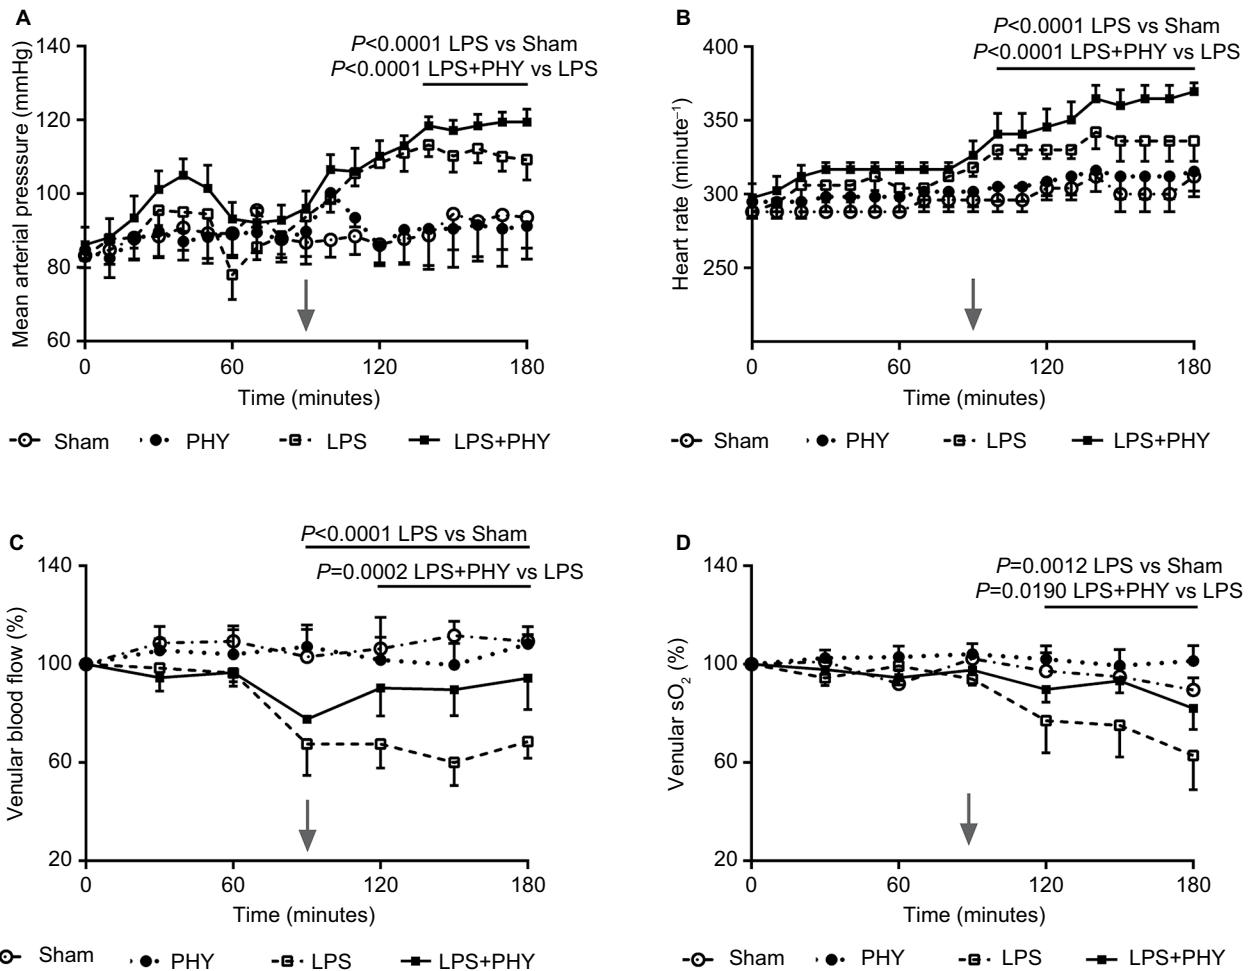 A
Mean arterial pressure (mmHg)
140
120
100
80
60
P<0.0001 LPS vs Sham
P<0.0001 LPS+PHY vs LPS
0
60
120
180
Time (minutes)
Sham
PHY
LPS
LPS+PHY
B
Heart rate (minute⁻¹)
400
350
300
250
P<0.0001 LPS vs Sham
P<0.0001 LPS+PHY vs LPS
0
60
120
180
Time (minutes)
Sham
PHY
LPS
LPS+PHY
C
Venular blood flow (%)
140
100
60
20
P<0.0001 LPS vs Sham
P=0.0002 LPS+PHY vs LPS
0
60
120
180
Time (minutes)
Sham
PHY
LPS
LPS+PHY
D
Venular sO₂ (%)
140
100
60
20
P=0.0012 LPS vs Sham
P=0.0190 LPS+PHY vs LPS
0
60
120
180
Time (minutes)
Sham
PHY
LPS
LPS+PHY